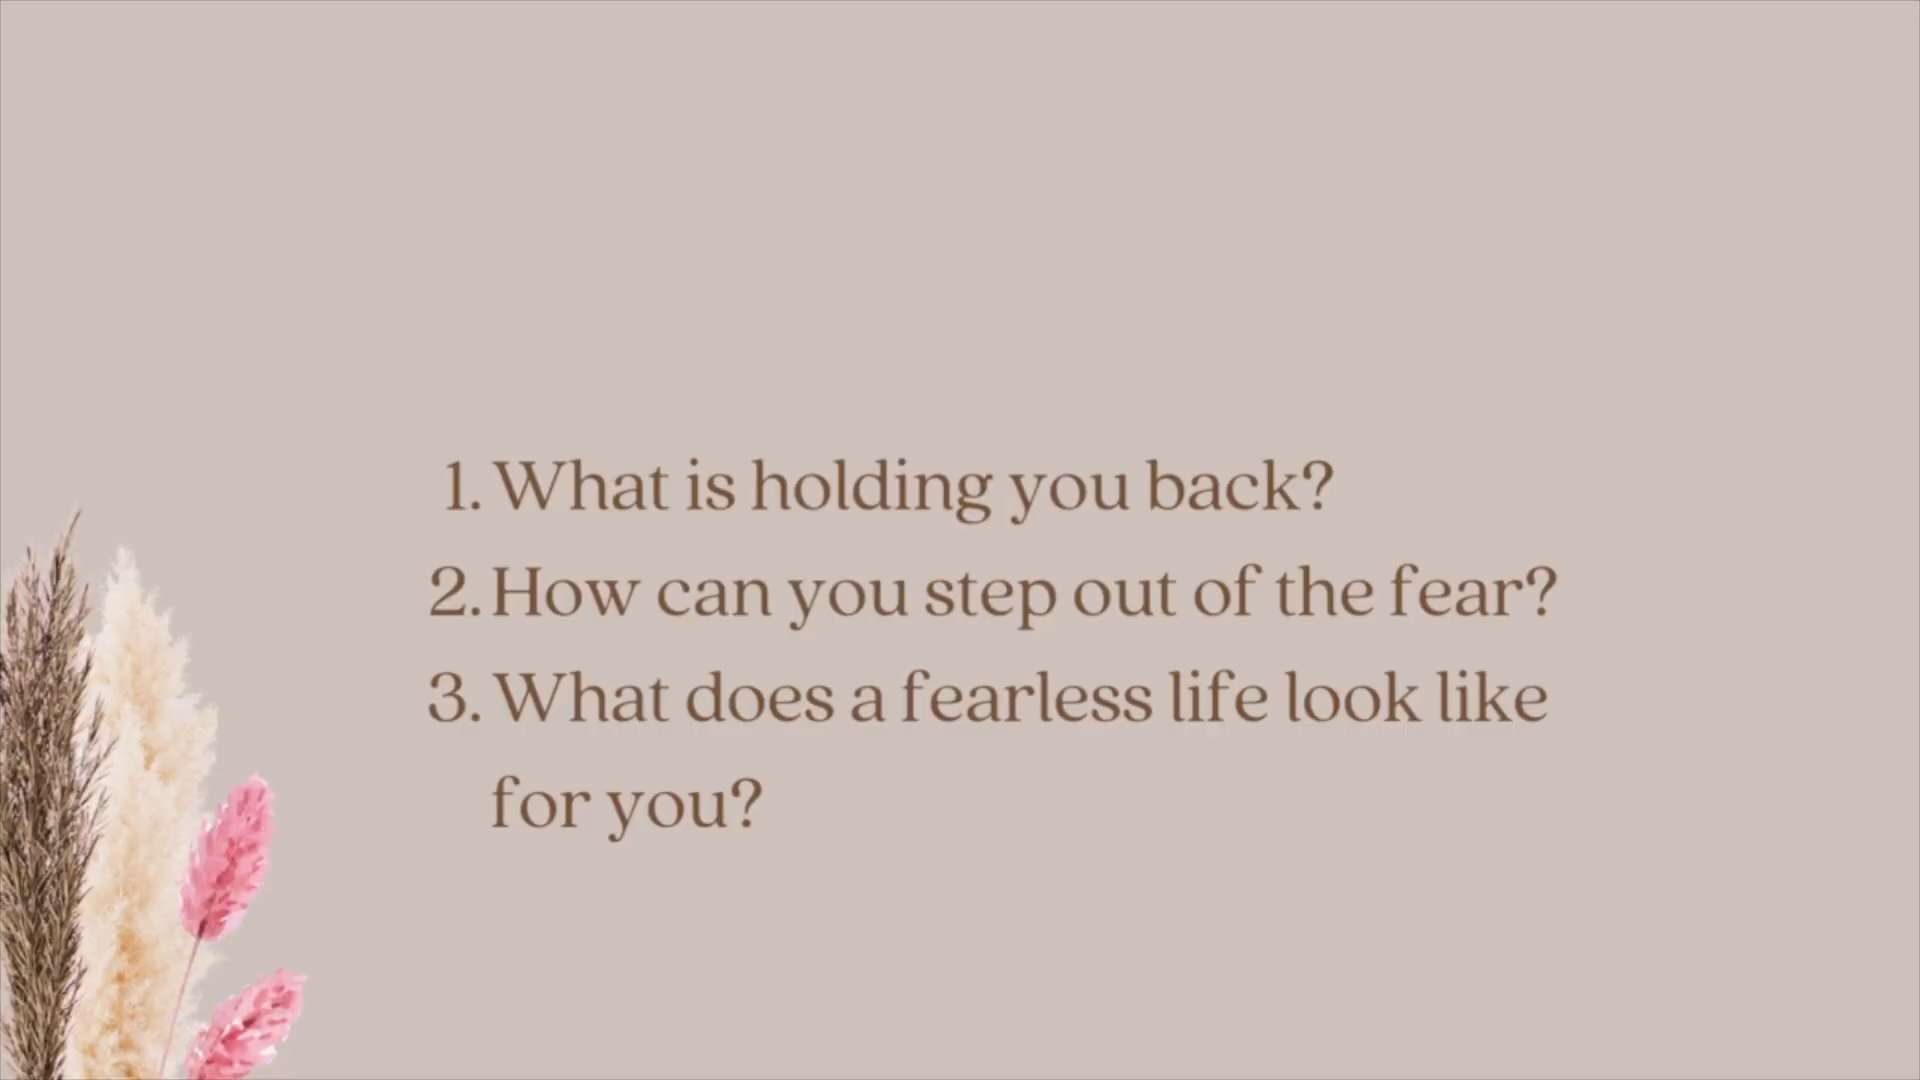 1. What is holding you back?
2. How can you step out of the fear?
3. What does a fearless life look like
for you?